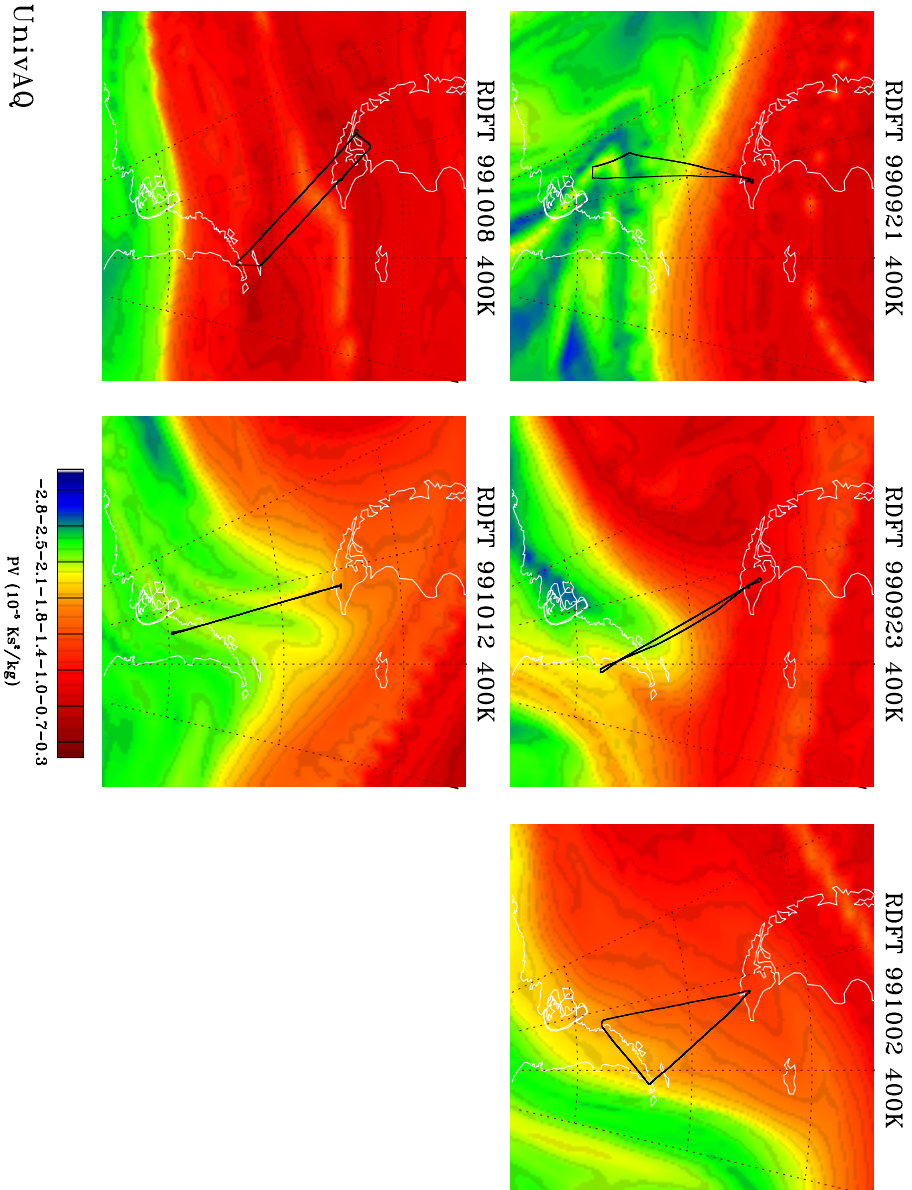 RDFT 990921 400K
RDFT 990923 400K
RDFT 991002 400K
RDFT 991008 400K
RDFT 991012 400K
-2.8-2.5-2.1-1.8-1.4-1.0-0.7-0.3
PV (10⁻⁶ Ks²/kg)
UnivAQ